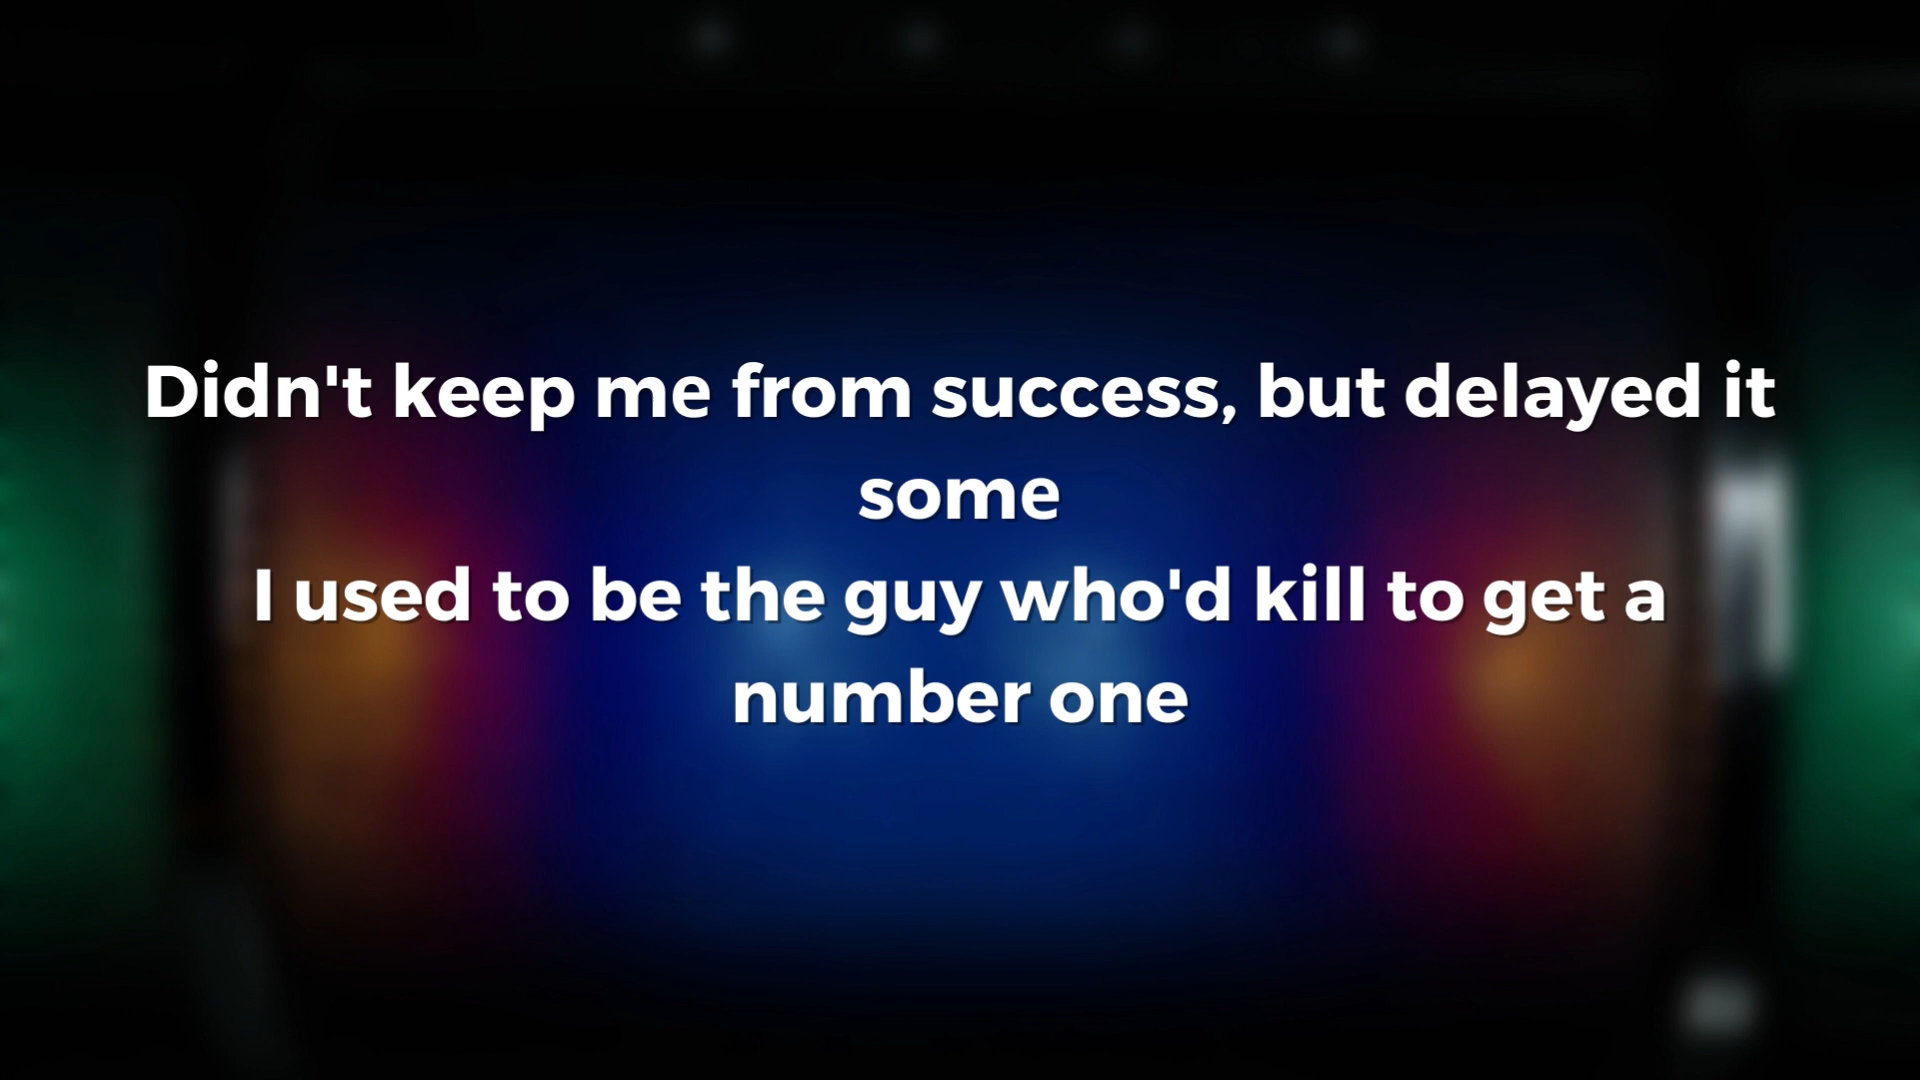 Didn't keep me from success, but delayed it
some
I used to be the guy who'd kill to get a
number one